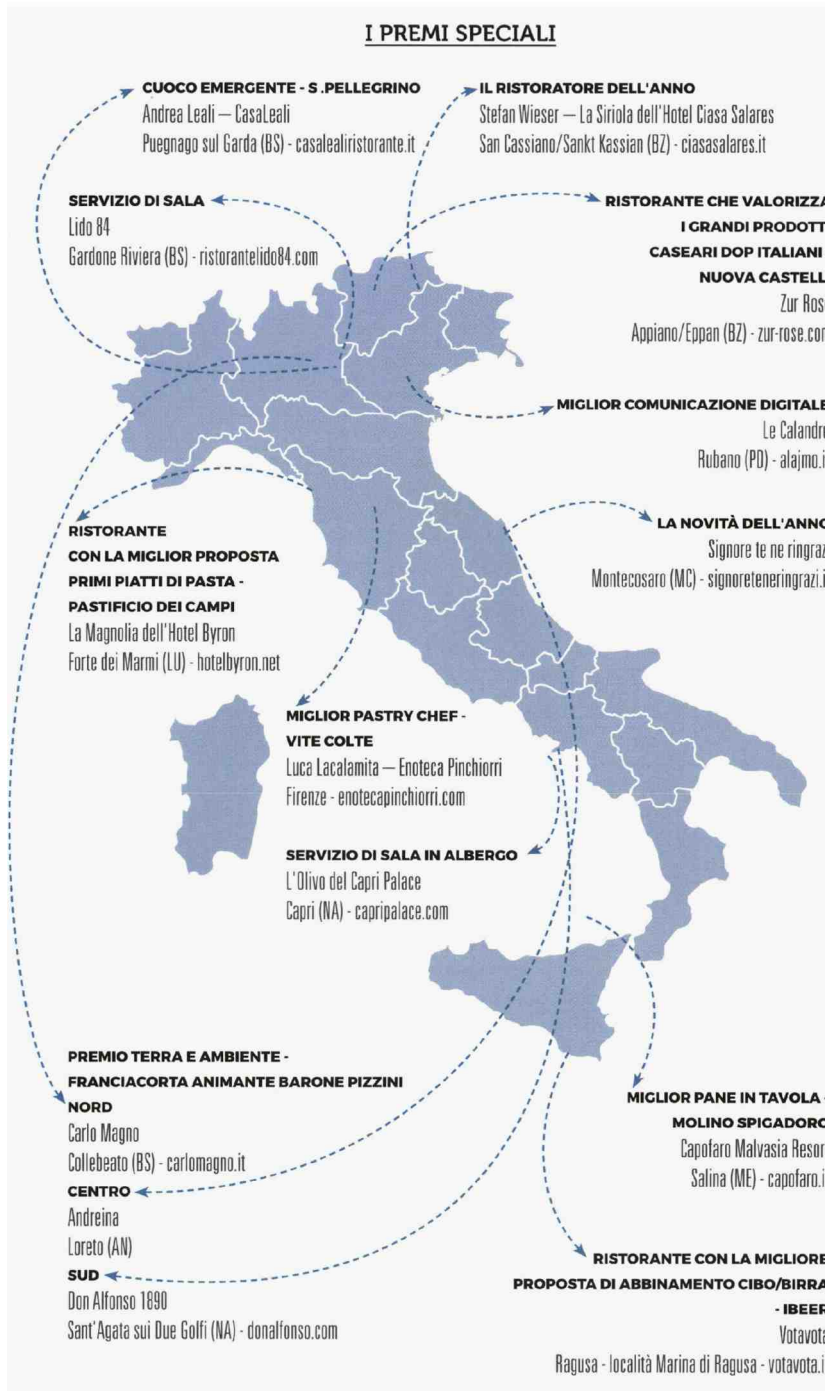 I PREMI SPECIALI
CUOCO EMERGENTE - S.PELLEGRINO
Andrea Leali — CasaLeali
Puegnago sul Garda (BS) - casalealiristorante.it
IL RISTORATORE DELL'ANNO
Stefan Wieser — La Siriola dell'Hotel Ciasa Salares
San Cassiano/Sankt Kassian (BZ) - ciasasalares.it
SERVIZIO DI SALA
Lido 84
Gardone Riviera (BS) - ristorantelido84.com
RISTORANTE CHE VALORIZZA
I GRANDI PRODOTT
CASEARI DOP ITALIANI
NUOVA CASTELL
Zur Ros
Appiano/Eppan (BZ) - zur-rose.com
MIGLIOR COMUNICAZIONE DIGITALE
Le Calandre
Rubano (PD) - alajmo.i
LA NOVITÀ DELL'ANNO
Signore te ne ringraz
Montecosaro (MC) - signoreteneringrazi.i
RISTORANTE
CON LA MIGLIOR PROPOSTA
PRIMI PIATTI DI PASTA -
PASTIFICIO DEI CAMPI
La Magnolia dell'Hotel Byron
Forte dei Marmi (LU) - hotelbyron.net
MIGLIOR PASTRY CHEF -
VITE COLTE
Luca Lacalamita — Enoteca Pinchiorri
Firenze - enotecapinchiorri.com
SERVIZIO DI SALA IN ALBERGO
L'Olivo del Capri Palace
Capri (NA) - capripalace.com
PREMIO TERRA E AMBIENTE -
FRANCIACORTA ANIMANTE BARONE PIZZINI
NORD
Carlo Magno
Collebeato (BS) - carlomagno.it
CENTRO
Andreina
Loreto (AN)
SUD
Don Alfonso 1890
Sant'Agata sui Due Golfi (NA) - donalfonso.com
MIGLIOR PANE IN TAVOLA -
MOLINO SPIGADORO
Capofaro Malvasia Resor
Salina (ME) - capofaro.i
RISTORANTE CON LA MIGLIORE
PROPOSTA DI ABBINAMENTO CIBO/BIRRA
- IBEER
Votavota
Ragusa - località Marina di Ragusa - votavota.i